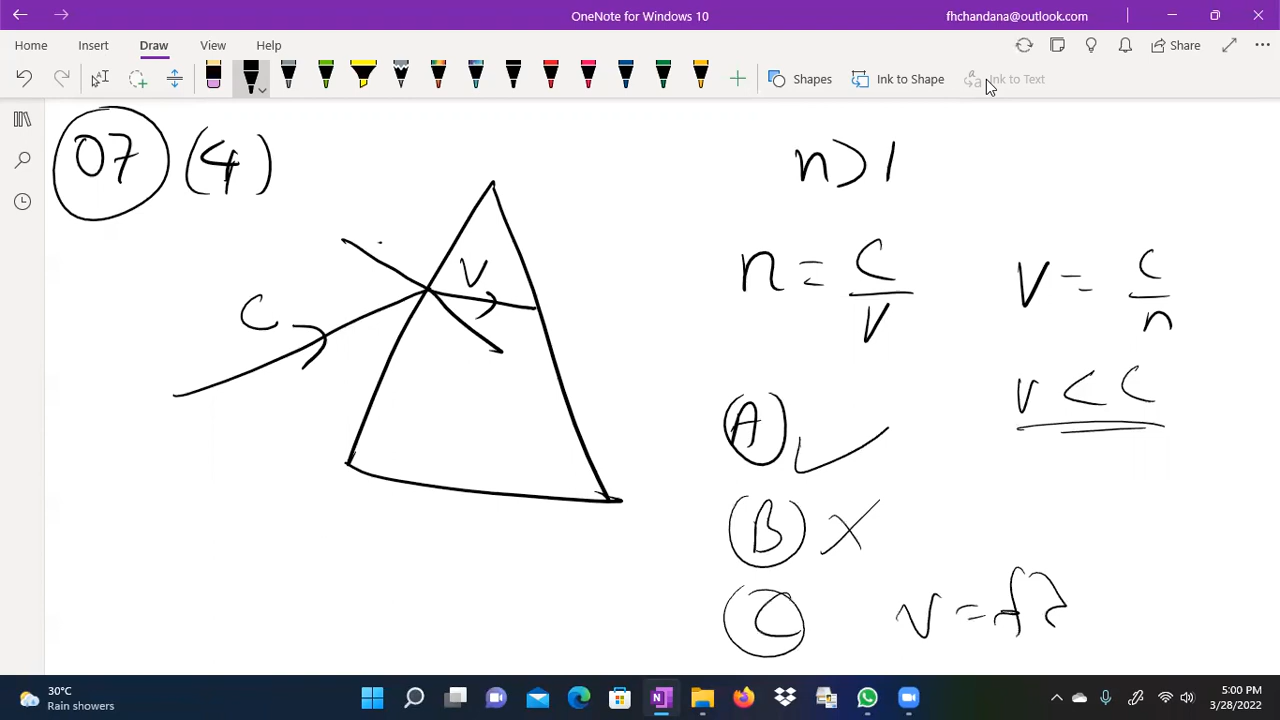 OneNote for Windows 10
fhchandana@outlook.com
Home Insert Draw View Help
Share
Shapes
Ink to Shape
Ink to Text
07 (4)
n>1
n = C/V
V = C/n
V < C
C
V
A ✓
B X
C V = fλ
30°C
Rain showers
5:00 PM
3/28/2022